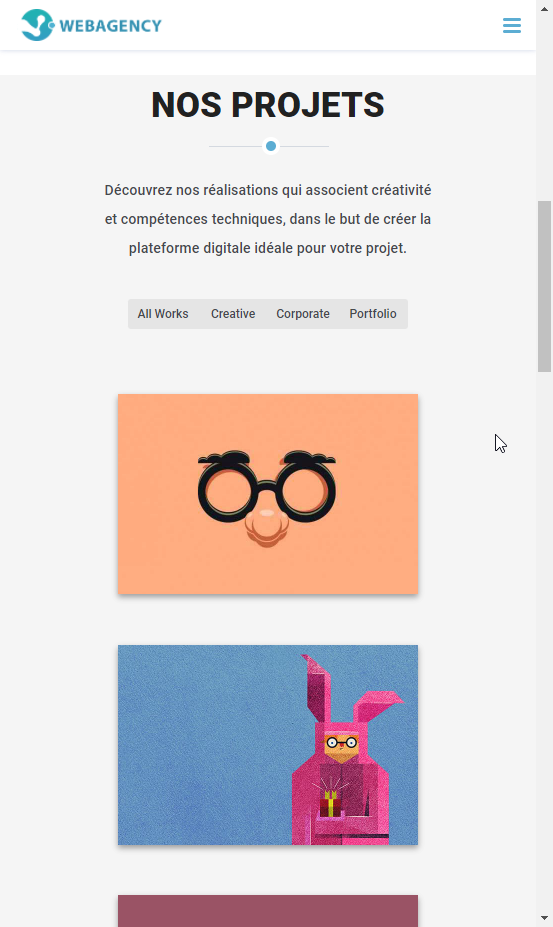 WEBAGENCY
NOS PROJETS
Découvrez nos réalisations qui associent créativité
et compétences techniques, dans le but de créer la
plateforme digitale idéale pour votre projet.
All Works Creative Corporate Portfolio